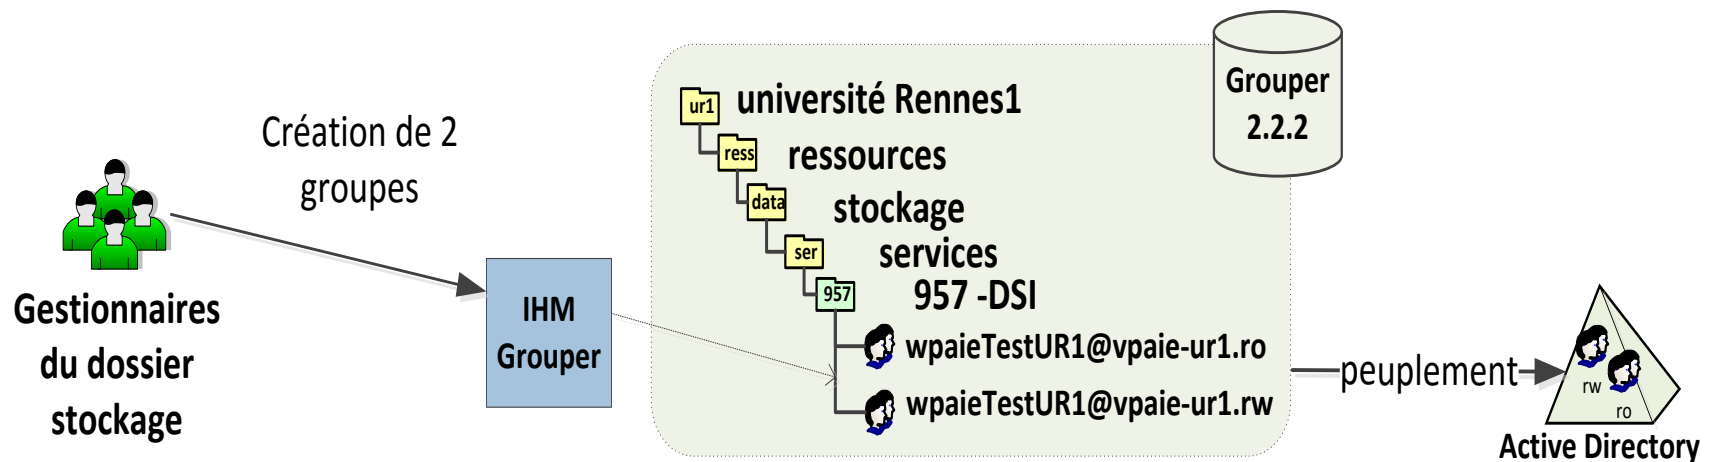 Création de 2
groupes
Gestionnaires
du dossier
stockage
IHM
Grouper
Grouper
2.2.2
ur1 université Rennes1
ress ressources
data stockage
ser services
957 957 -DSI
wpaieTestUR1@vpaie-ur1.ro
wpaieTestUR1@vpaie-ur1.rw
peuplement
rw
ro
Active Directory